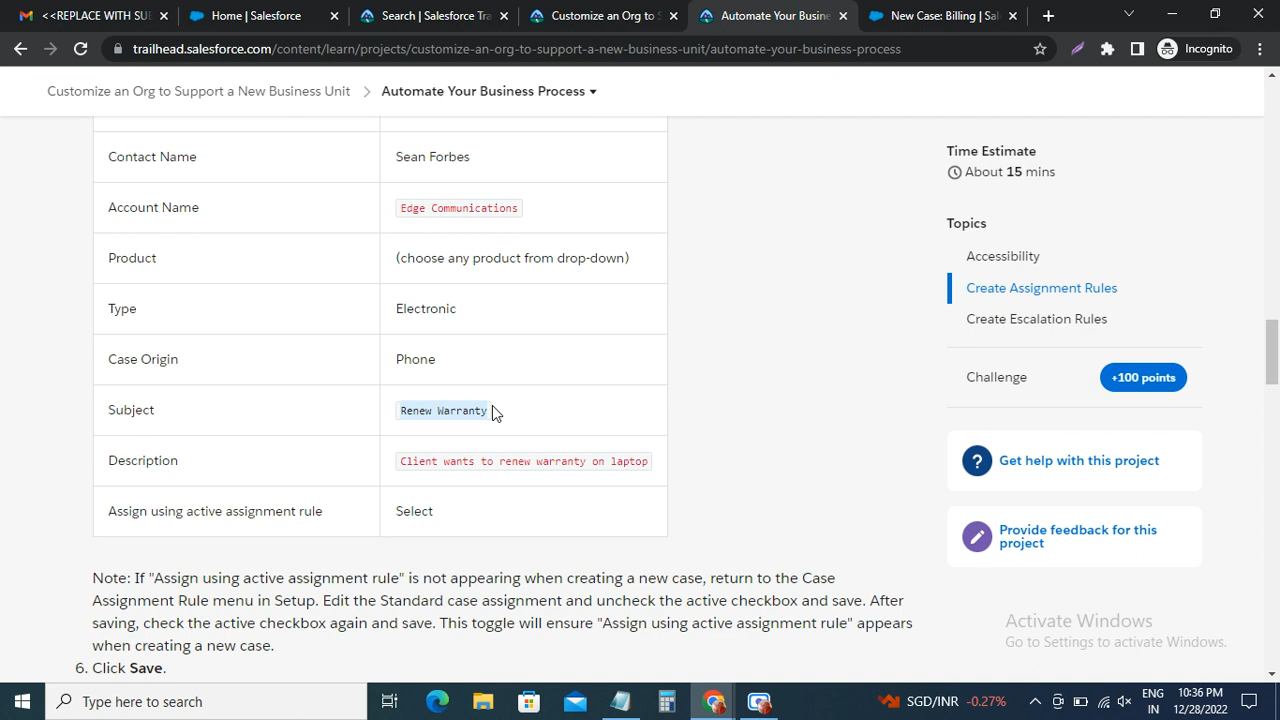 <<REPLACE WITH SUB
Home | Salesforce
Search | Salesforce Tra
Customize an Org to S
Automate Your Busine
New Case: Billing | Sal
trailhead.salesforce.com/content/learn/projects/customize-an-org-to-support-a-new-business-unit/automate-your-business-process
Incognito
Customize an Org to Support a New Business Unit
Automate Your Business Process
Contact Name
Sean Forbes
Account Name
Edge Communications
Product
(choose any product from drop-down)
Type
Electronic
Case Origin
Phone
Subject
Renew Warranty
Description
Client wants to renew warranty on laptop
Assign using active assignment rule
Select
Note: If "Assign using active assignment rule" is not appearing when creating a new case, return to the Case
Assignment Rule menu in Setup. Edit the Standard case assignment and uncheck the active checkbox and save. After
saving, check the active checkbox again and save. This toggle will ensure "Assign using active assignment rule" appears
when creating a new case.
6. Click Save.
Time Estimate
About 15 mins
Topics
Accessibility
Create Assignment Rules
Create Escalation Rules
Challenge
+100 points
Get help with this project
Provide feedback for this
project
Activate Windows
Go to Settings to activate Windows.
Type here to search
SGD/INR -0.27%
ENG
IN
10:36 PM
12/28/2022